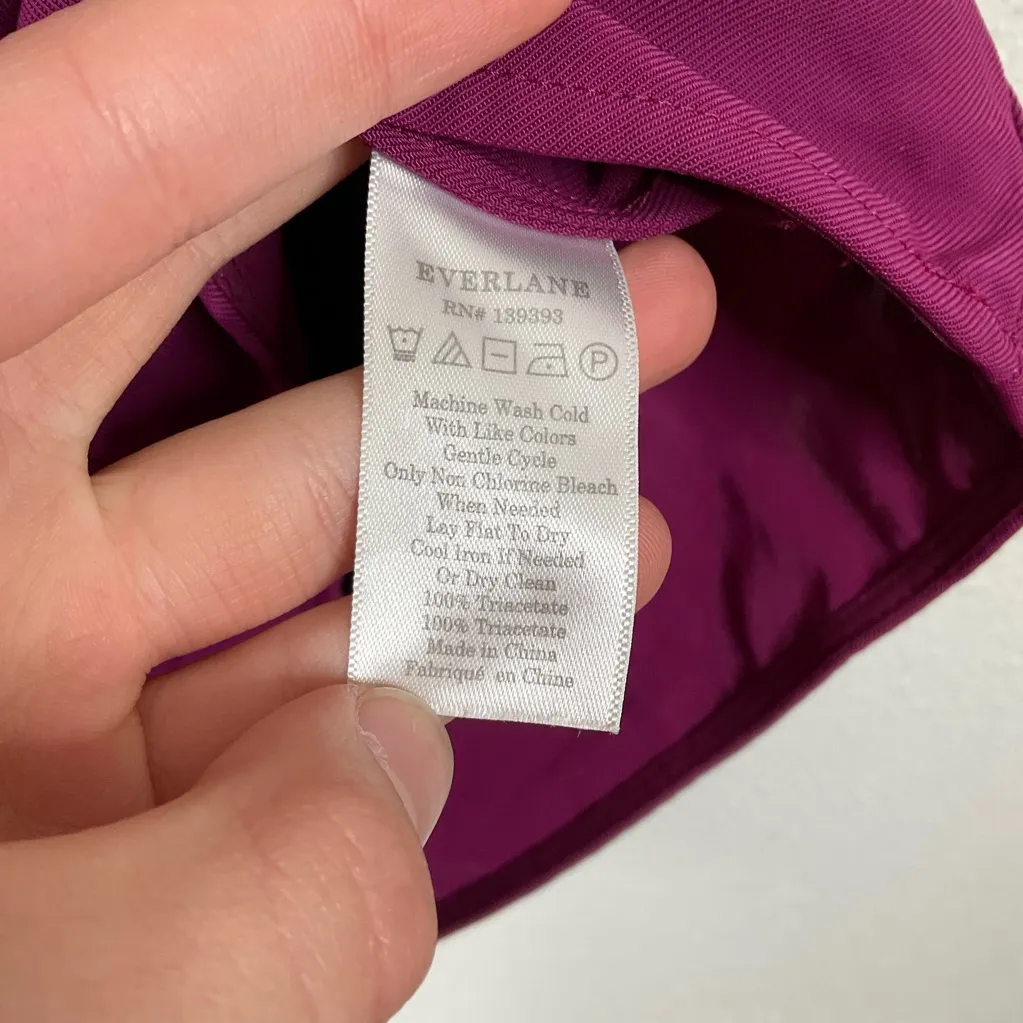 EVERLANE
RN# 139393
P
Machine Wash Cold
With Like Colors
Gentle Cycle
Only Non Chlorine Bleach
When Needed
Lay Flat To Dry
Cool Iron If Needed
Or Dry Clean
100% Triacetate
100% Triacetate
Made in China
Fabriqué en Chine